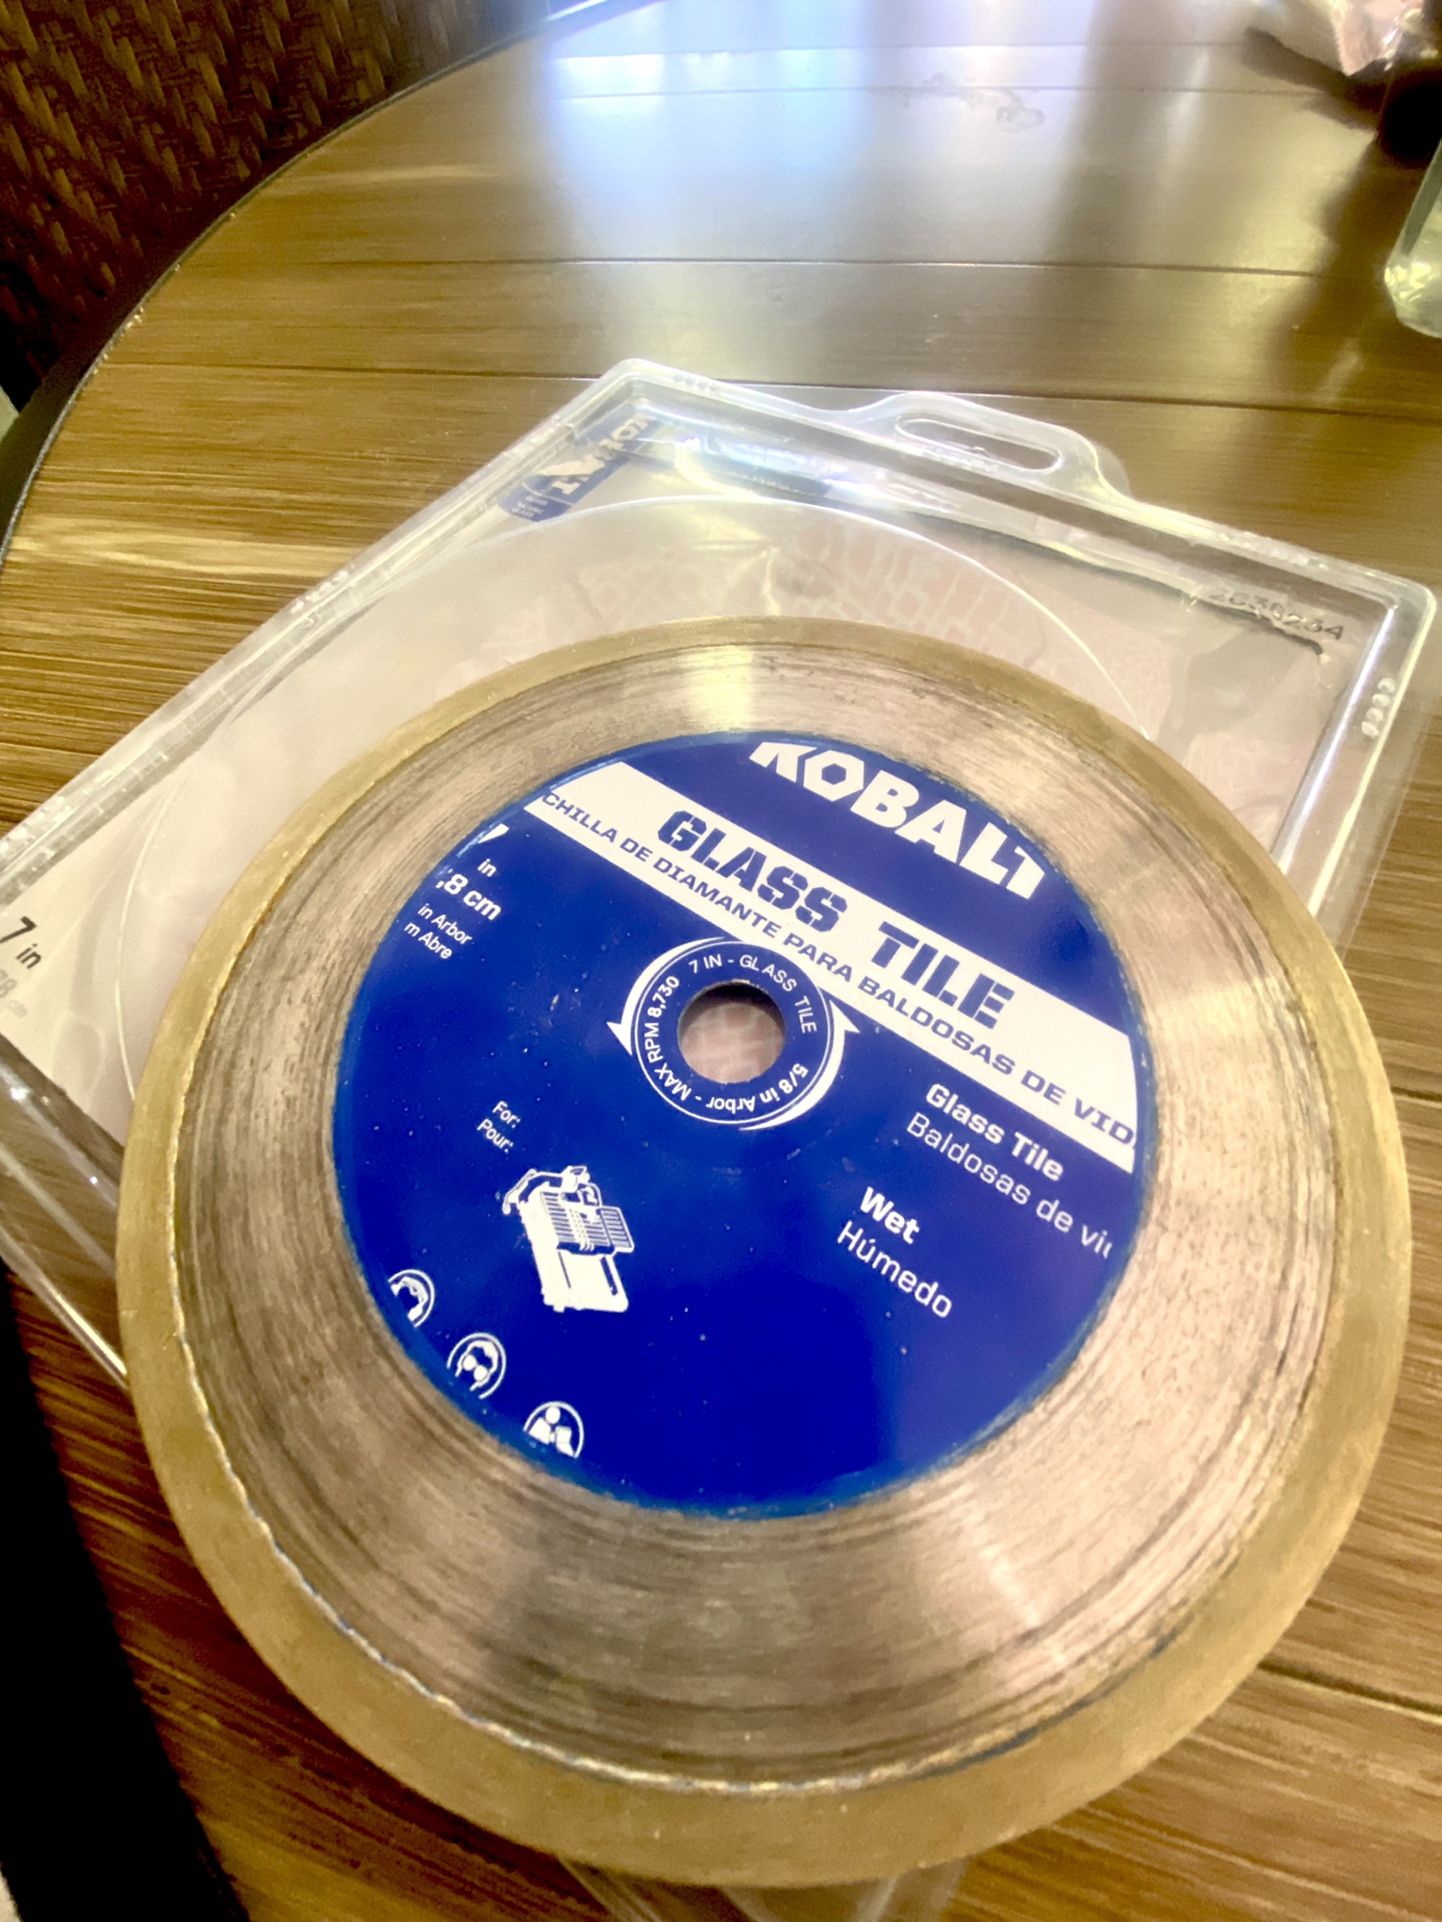 2035234
7 in
KOBALT
GLASS TILE
CHILLA DE DIAMANTE PARA BALDOSAS DE VID
in
8 cm
in Arbor
m Abre
7 IN - GLASS TILE 5/8 in Arbor - MAX RPM 8,730
Glass Tile
Baldosas de vi
Wet
Húmedo
For:
Pour: